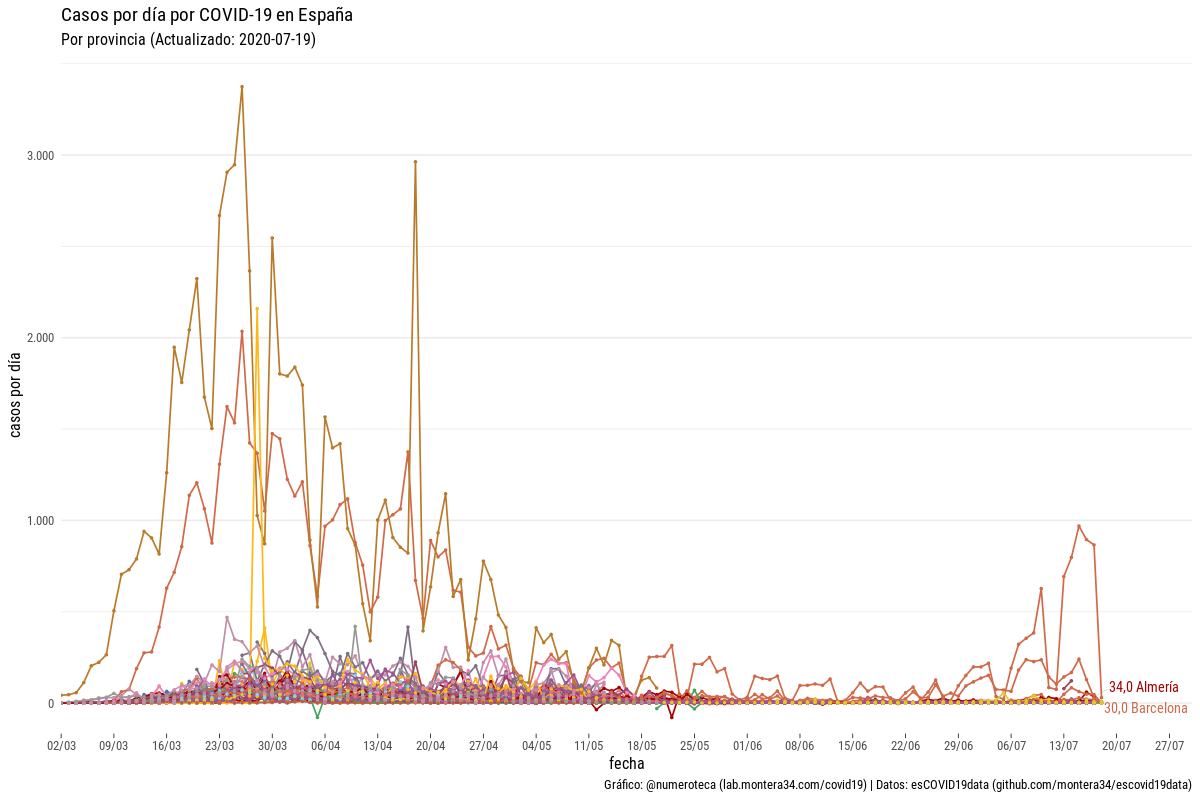 Casos por día por COVID-19 en España
Por provincia (Actualizado: 2020-07-19)
casos por día
3.000
2.000
1.000
0
34,0 Almería
30,0 Barcelona
02/03 09/03 16/03 23/03 30/03 06/04 13/04 20/04 27/04 04/05 11/05 18/05 25/05 01/06 08/06 15/06 22/06 29/06 06/07 13/07 20/07 27/07
fecha
Gráfico: @numeroteca (lab.montera34.com/covid19) | Datos: esCOVID19data (github.com/montera34/escovid19data)